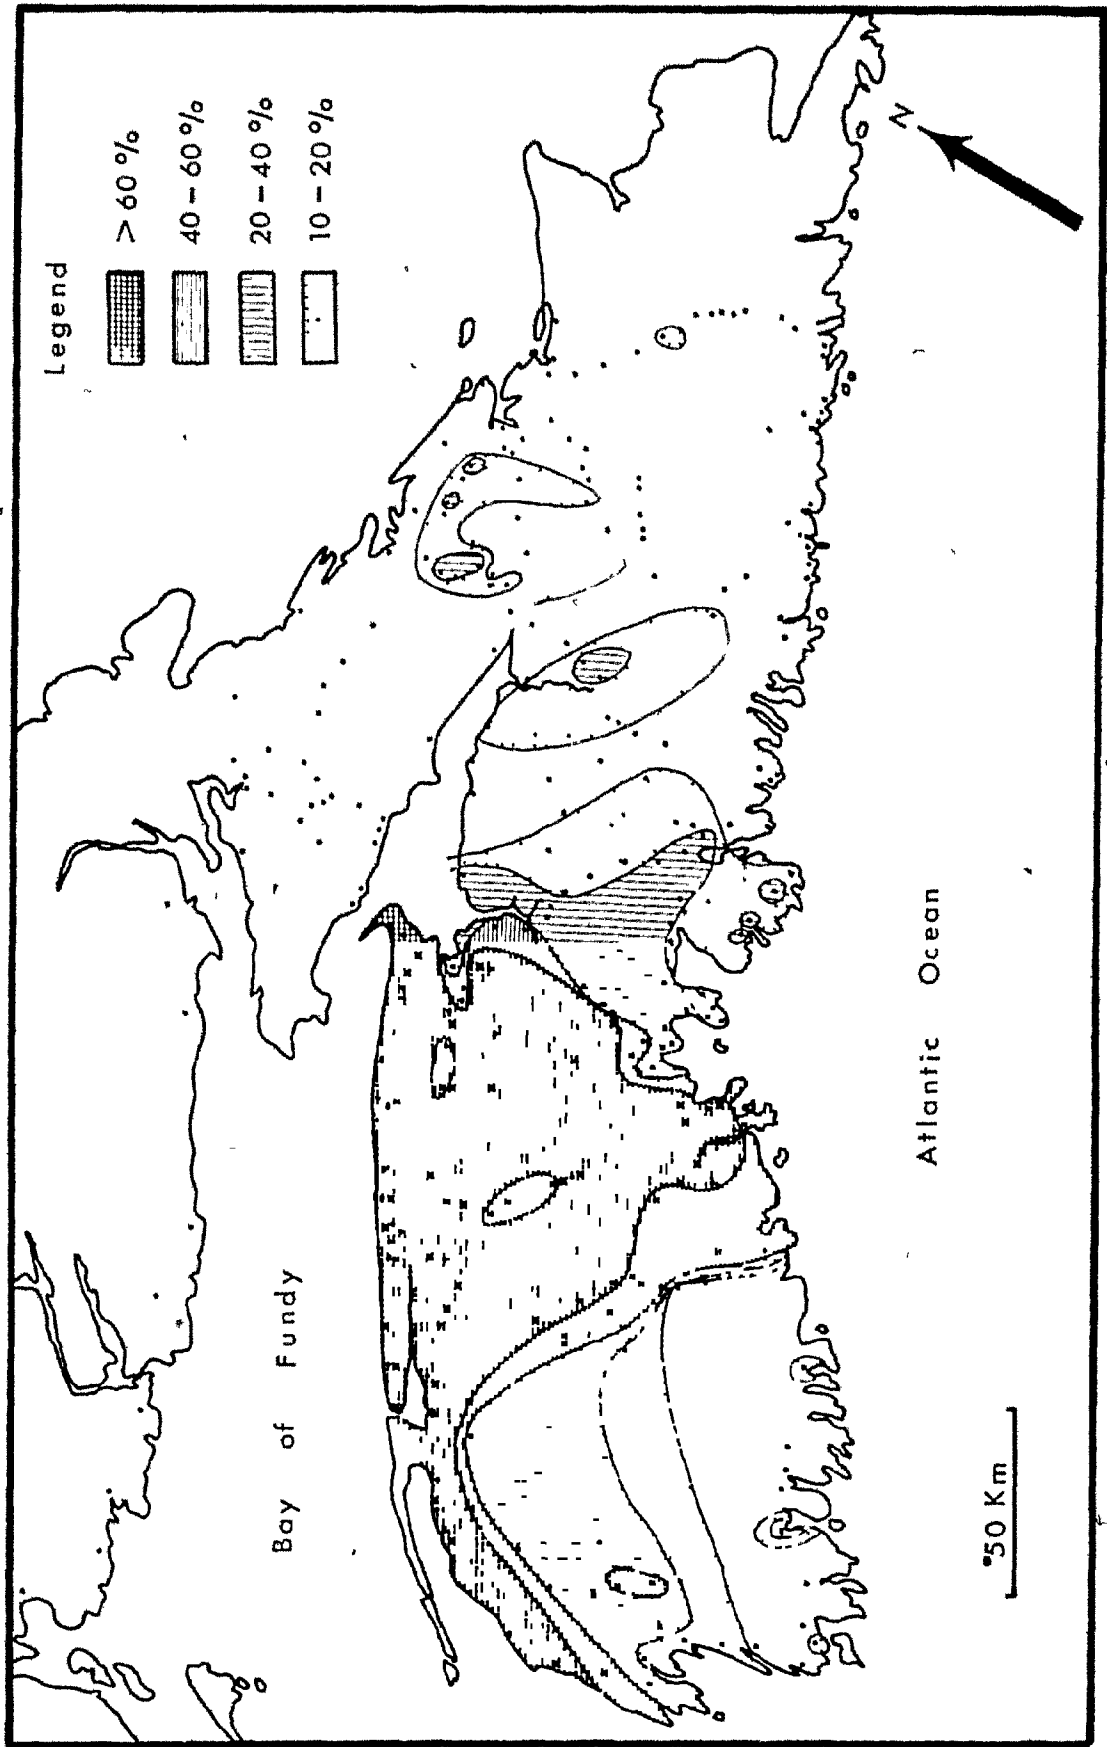 Legend
> 60 %
40 – 60 %
20 – 40 %
10 – 20 %
N
Bay of Fundy
Atlantic Ocean
50 Km